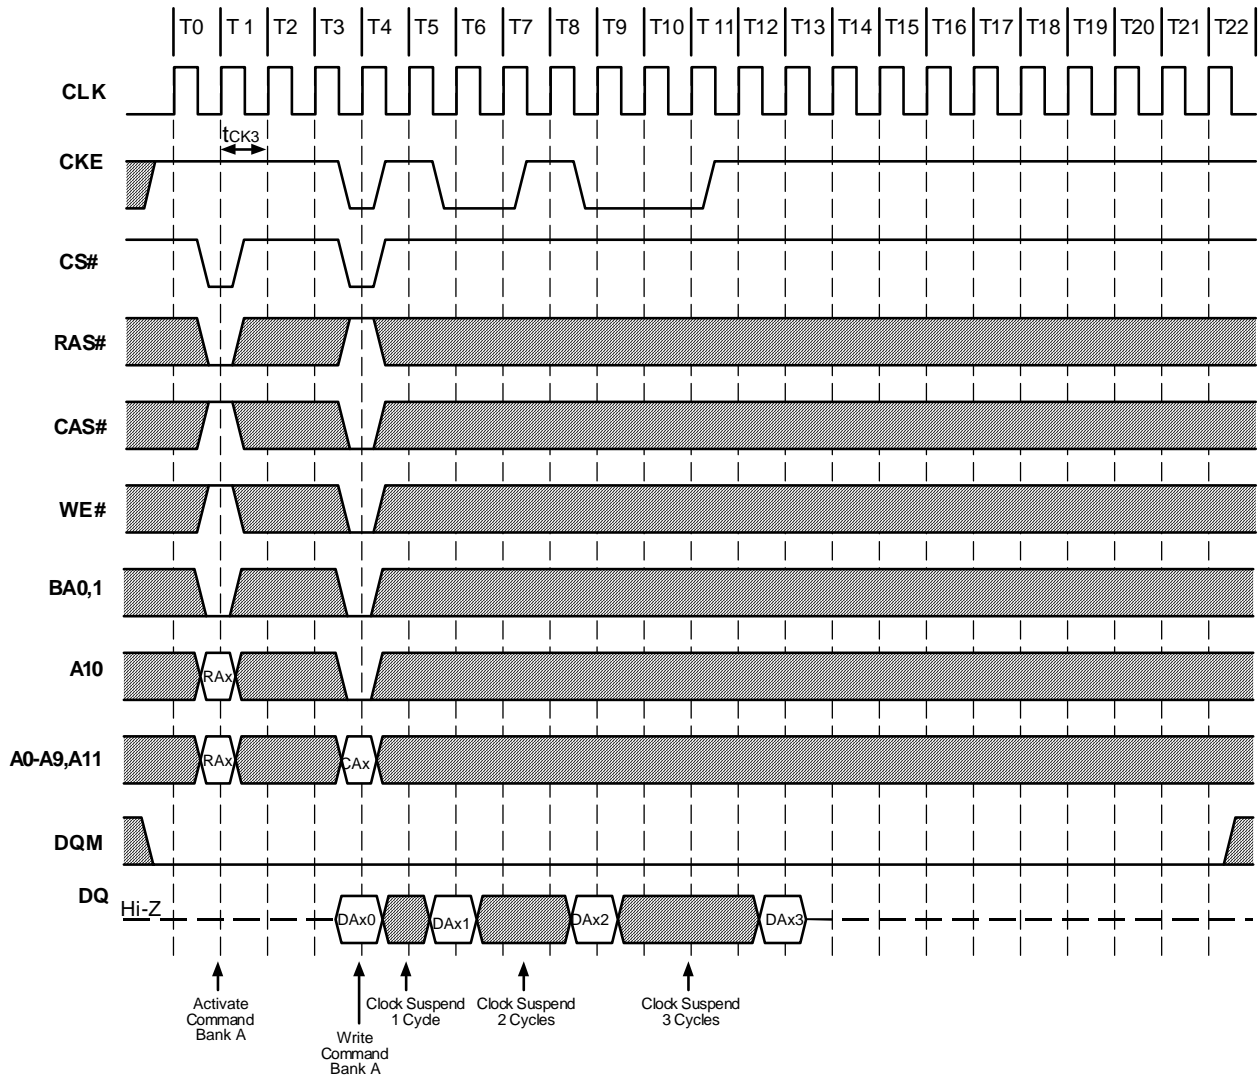 T0 T 1 T2 T3 T4 T5 T6 T7 T8 T9 T10 T 11 T12 T13 T14 T15 T16 T17 T18 T19 T20 T21 T22
CLK
tCK3
CKE
CS#
RAS#
CAS#
WE#
BA0,1
A10
RAx
A0-A9,A11
RAx CAx
DQM
DQ
Hi-Z
DAx0 DAx1 DAx2 DAx3
Activate
Command
Bank A
Write
Command
Bank A
Clock Suspend
1 Cycle
Clock Suspend
2 Cycles
Clock Suspend
3 Cycles